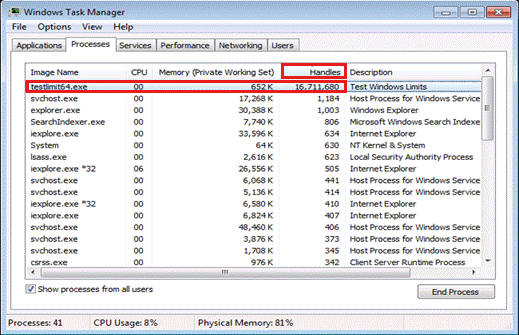 Windows Task Manager
File Options View Help
Applications Processes Services Performance Networking Users
Image Name CPU Memory (Private Working Set) Handles Description
testlimit64.exe 00 652 K 16,711,680 Test Windows Limits
svchost.exe 00 17,268 K 1,184 Host Process for Windows Service
explorer.exe 00 30,388 K 1,003 Windows Explorer
SearchIndexer.exe 00 7,740 K 806 Microsoft Windows Search Indexer
iexplore.exe 00 33,596 K 634 Internet Explorer
System 00 64 K 630 NT Kernel & System
lsass.exe 00 2,616 K 623 Local Security Authority Process
iexplore.exe *32 06 26,556 K 505 Internet Explorer
svchost.exe 00 6,068 K 441 Host Process for Windows Service
svchost.exe 00 5,136 K 414 Host Process for Windows Service
iexplore.exe *32 00 6,580 K 410 Internet Explorer
iexplore.exe 00 6,824 K 407 Internet Explorer
svchost.exe 00 48,460 K 406 Host Process for Windows Service
svchost.exe 00 3,876 K 373 Host Process for Windows Service
svchost.exe 00 1,708 K 345 Host Process for Windows Service
csrss.exe 00 976 K 342 Client Server Runtime Process
Show processes from all users End Process
Processes: 41 CPU Usage: 8% Physical Memory: 81%